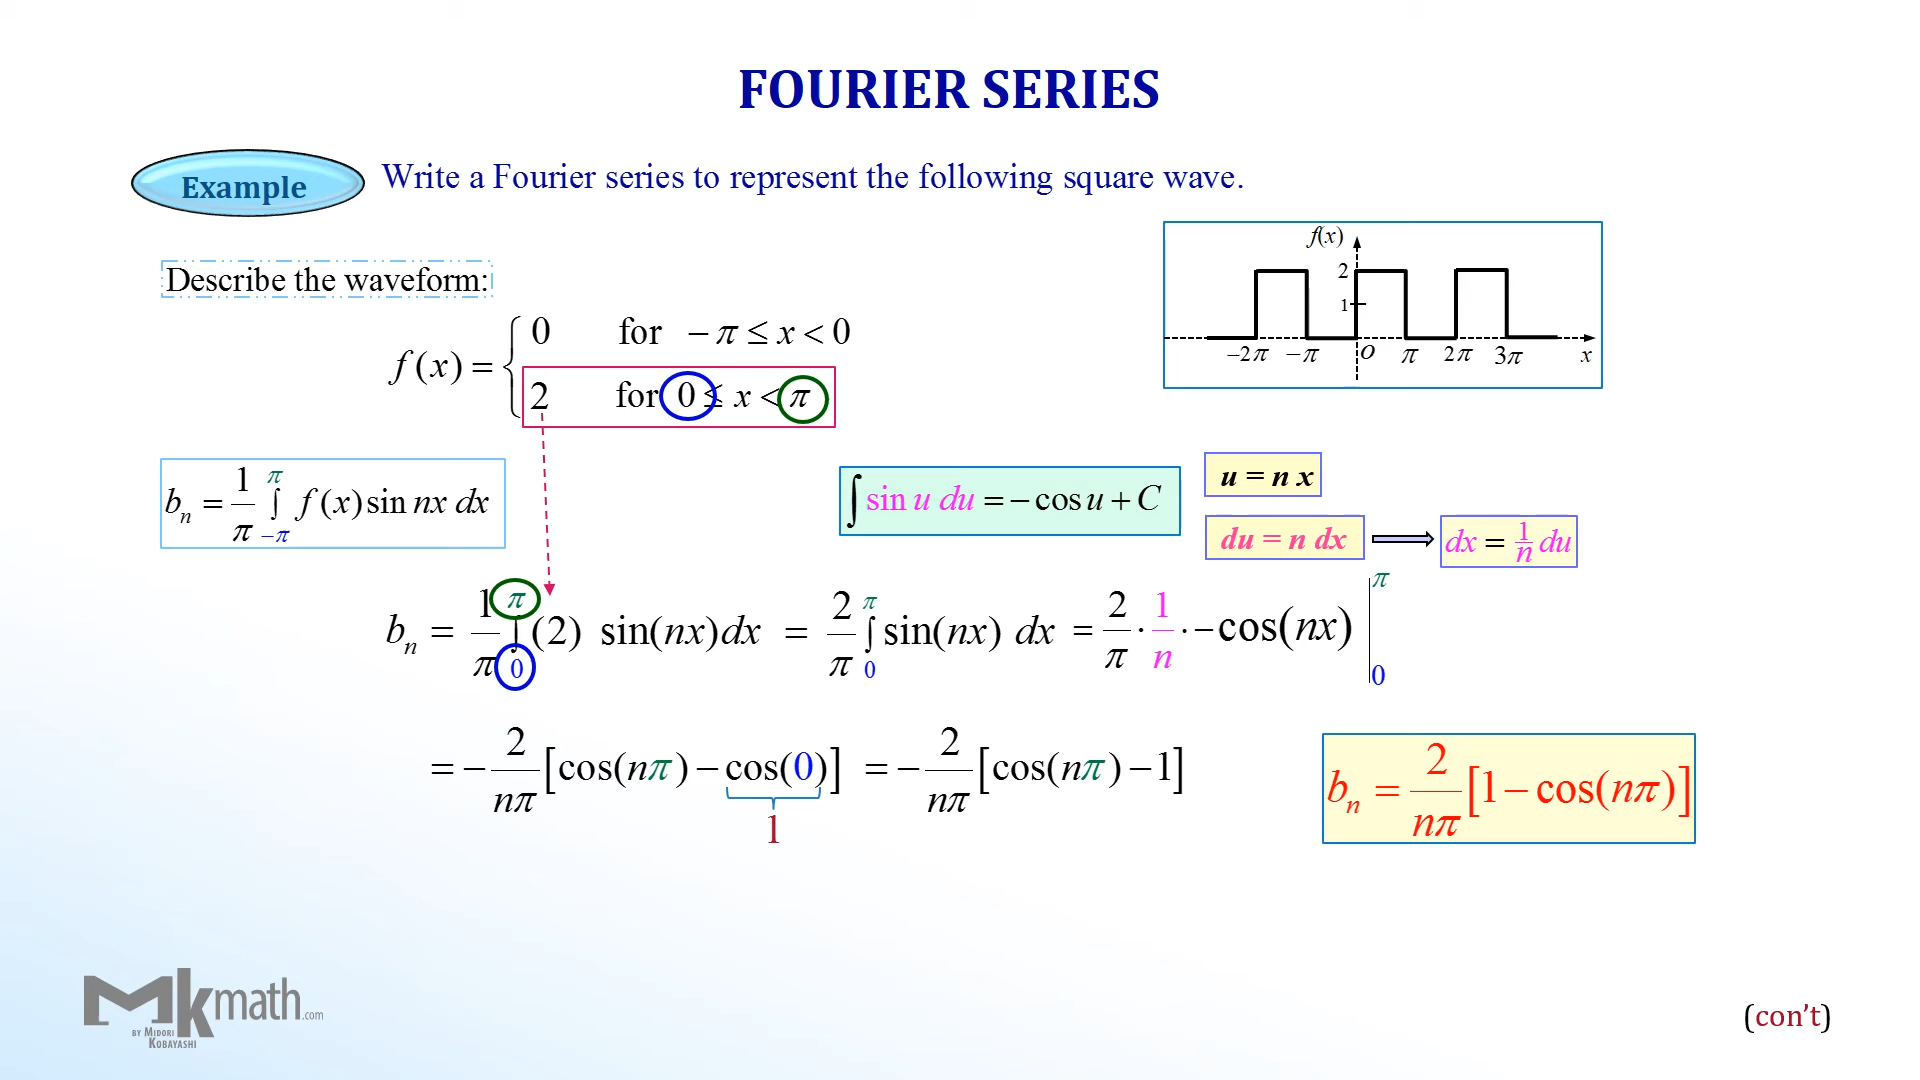 FOURIER SERIES
Example
Write a Fourier series to represent the following square wave.
f(x)
2
1
−2π −π O π 2π 3π x
Describe the waveform:
f(x) = { 0 for −π ≤ x < 0
2 for 0 ≤ x < π
b_n = 1/π ∫_{−π}^{π} f(x) sin nx dx
∫ sin u du = −cos u + C
u = n x
du = n dx
dx = 1/n du
b_n = 1/π ∫_0^π (2) sin(nx)dx = 2/π ∫_0^π sin(nx) dx = 2/π · 1/n · −cos(nx) |_0^π
= −2/nπ [cos(nπ) − cos(0)] = −2/nπ [cos(nπ) − 1]
1
b_n = 2/nπ [1 − cos(nπ)]
Mkmath.com
BY MIDORI
KOBAYASHI
(con't)